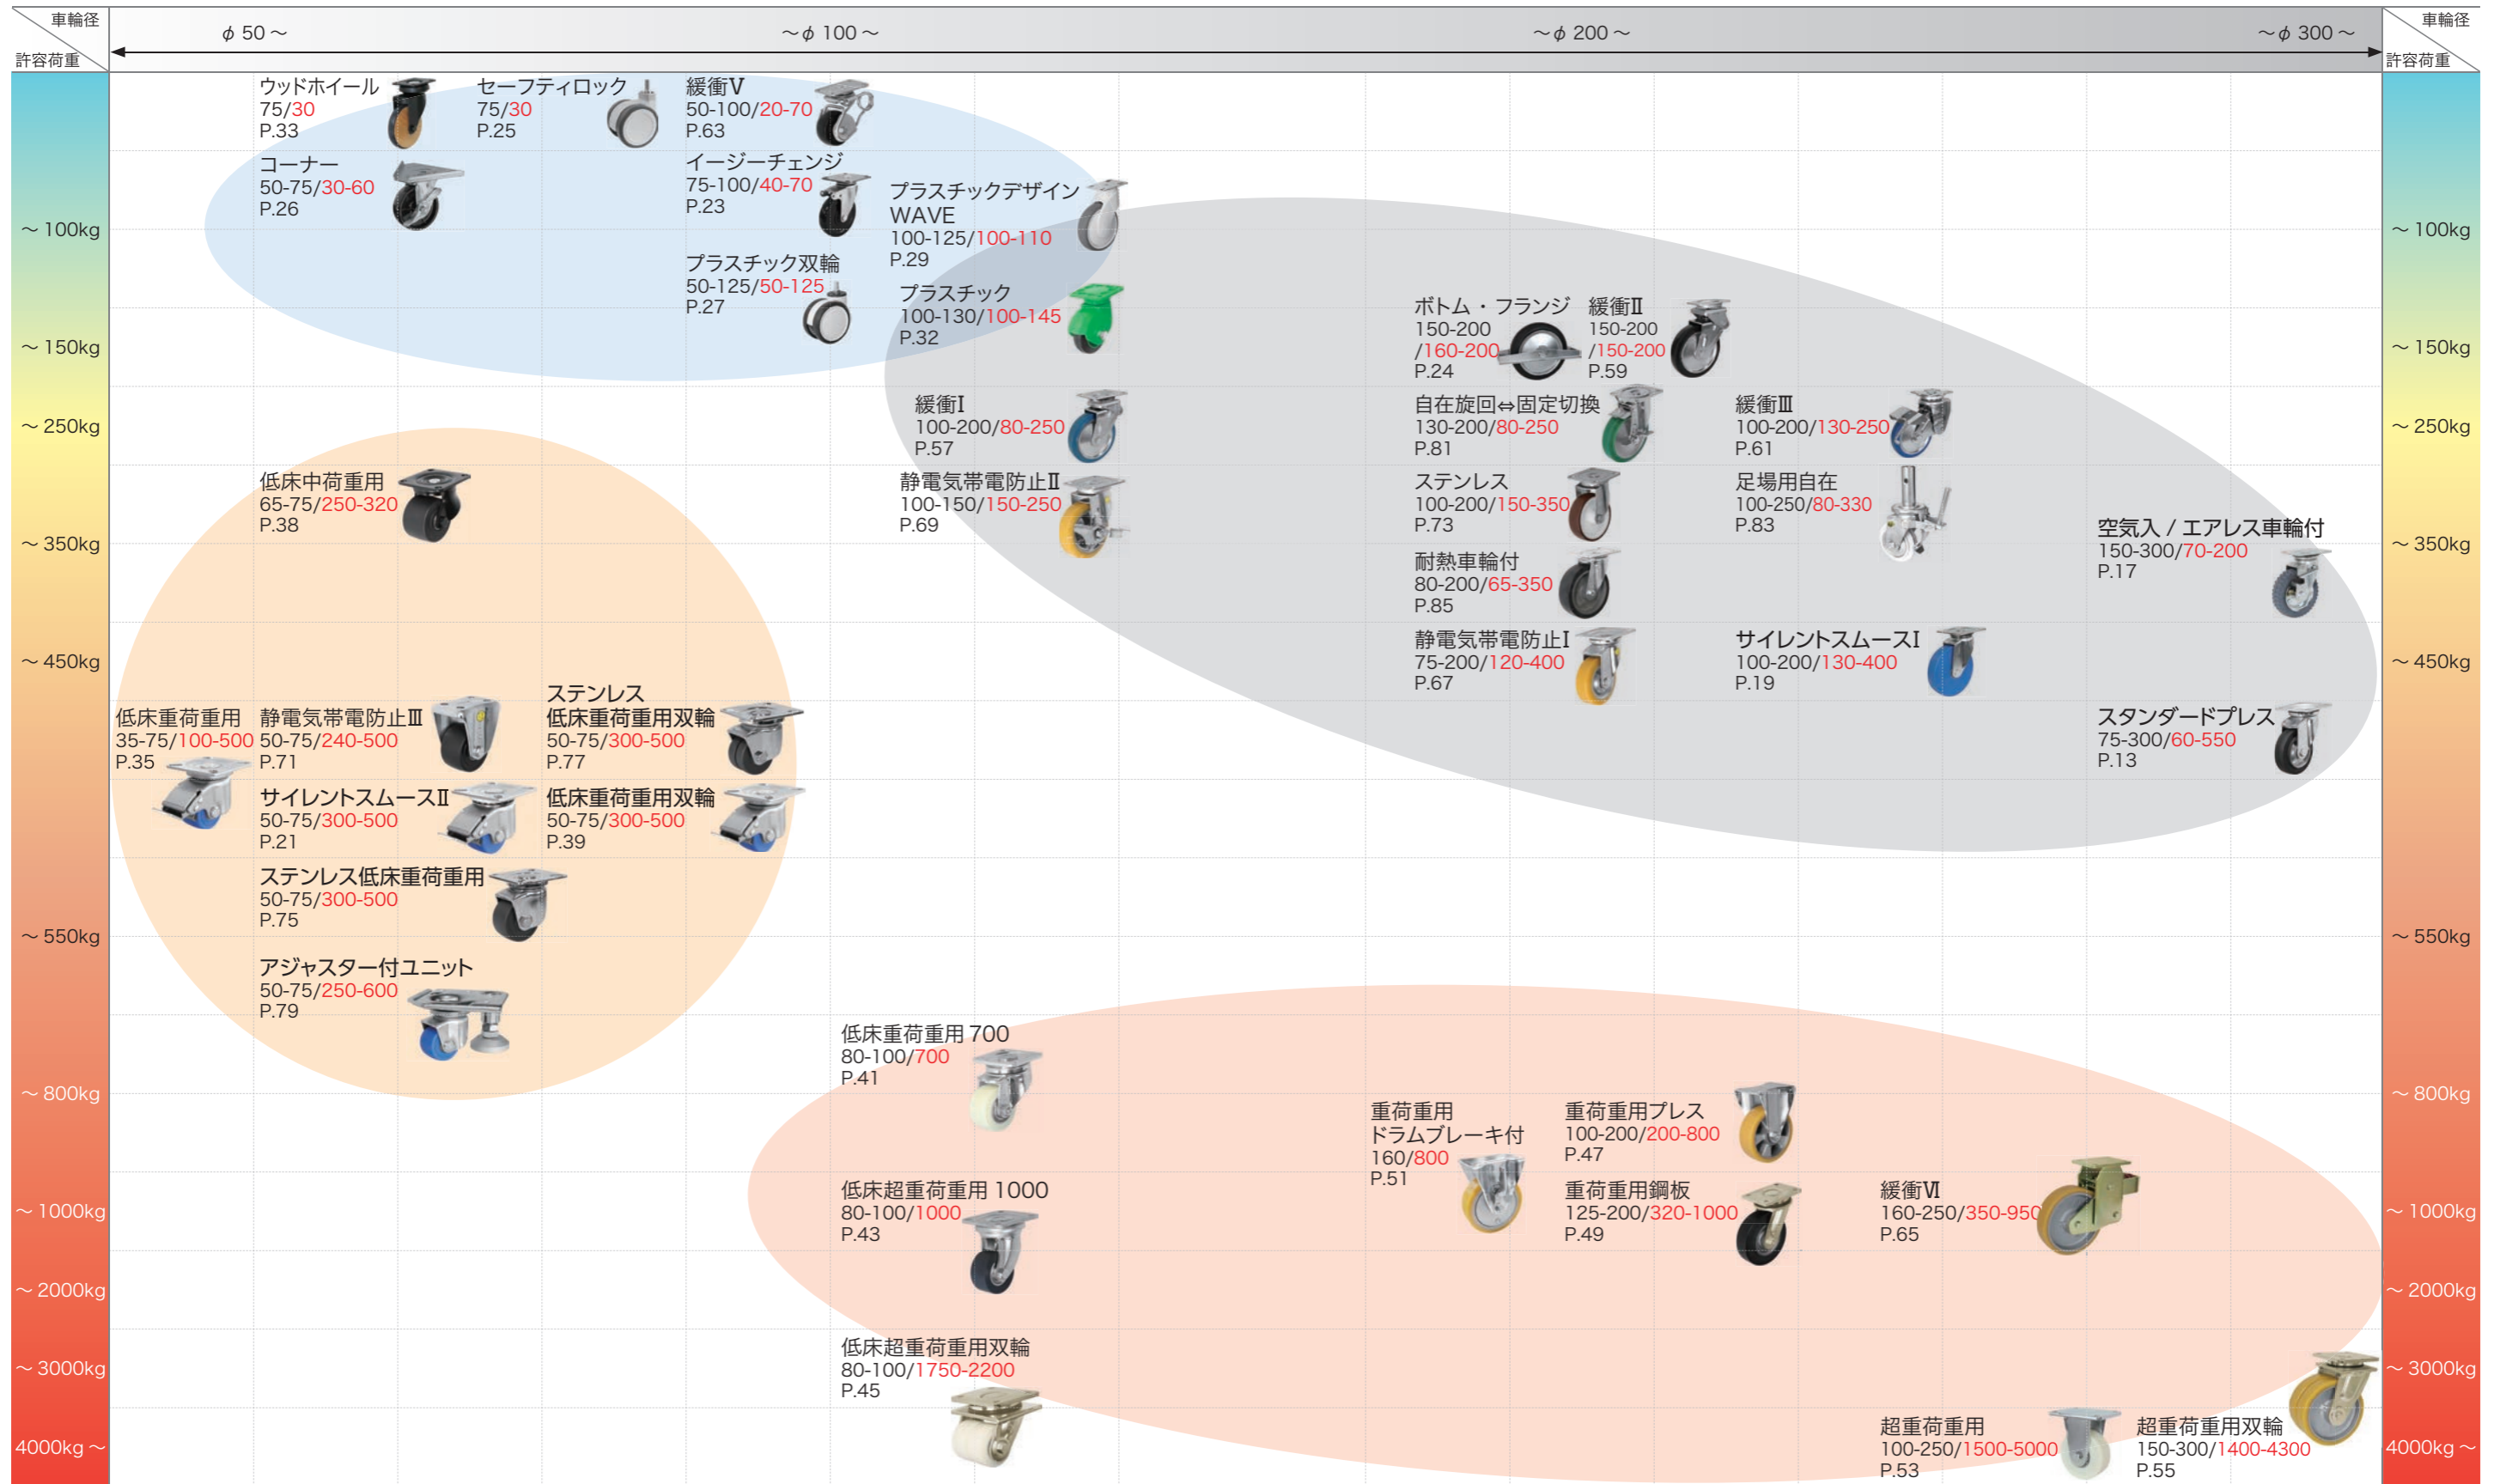 車輪径
許容荷重
φ 50 ～
～φ 100 ～
～φ 200 ～
～φ 300 ～
車輪径
許容荷重
～ 100kg
～ 150kg
～ 250kg
～ 350kg
～ 450kg
～ 550kg
～ 800kg
～ 1000kg
～ 2000kg
～ 3000kg
4000kg ～
ウッドホイール
75/30
P.33
セーフティロック
75/30
P.25
緩衝Ⅴ
50-100/20-70
P.63
コーナー
50-75/30-60
P.26
イージーチェンジ
75-100/40-70
P.23
プラスチックデザイン
WAVE
100-125/100-110
P.29
プラスチック双輪
50-125/50-125
P.27
プラスチック
100-130/100-145
P.32
ボトム・フランジ
150-200
/160-200
P.24
緩衝Ⅱ
150-200
/150-200
P.59
緩衝Ⅰ
100-200/80-250
P.57
自在旋回⇔固定切換
130-200/80-250
P.81
緩衝Ⅲ
100-200/130-250
P.61
低床中荷重用
65-75/250-320
P.38
静電気帯電防止Ⅱ
100-150/150-250
P.69
ステンレス
100-200/150-350
P.73
足場用自在
100-250/80-330
P.83
空気入 / エアレス車輪付
150-300/70-200
P.17
耐熱車輪付
80-200/65-350
P.85
静電気帯電防止Ⅰ
75-200/120-400
P.67
サイレントスムースⅠ
100-200/130-400
P.19
低床重荷重用
35-75/100-500
P.35
静電気帯電防止Ⅲ
50-75/240-500
P.71
ステンレス
低床重荷重用双輪
50-75/300-500
P.77
スタンダードプレス
75-300/60-550
P.13
サイレントスムースⅡ
50-75/300-500
P.21
低床重荷重用双輪
50-75/300-500
P.39
ステンレス低床重荷重用
50-75/300-500
P.75
アジャスター付ユニット
50-75/250-600
P.79
低床重荷重用 700
80-100/700
P.41
重荷重用
ドラムブレーキ付
160/800
P.51
重荷重用プレス
100-200/200-800
P.47
低床超重荷重用 1000
80-100/1000
P.43
重荷重用鋼板
125-200/320-1000
P.49
緩衝Ⅵ
160-250/350-950
P.65
低床超重荷重用双輪
80-100/1750-2200
P.45
超重荷重用
100-250/1500-5000
P.53
超重荷重用双輪
150-300/1400-4300
P.55
～ 100kg
～ 150kg
～ 250kg
～ 350kg
～ 450kg
～ 550kg
～ 800kg
～ 1000kg
～ 2000kg
～ 3000kg
4000kg ～